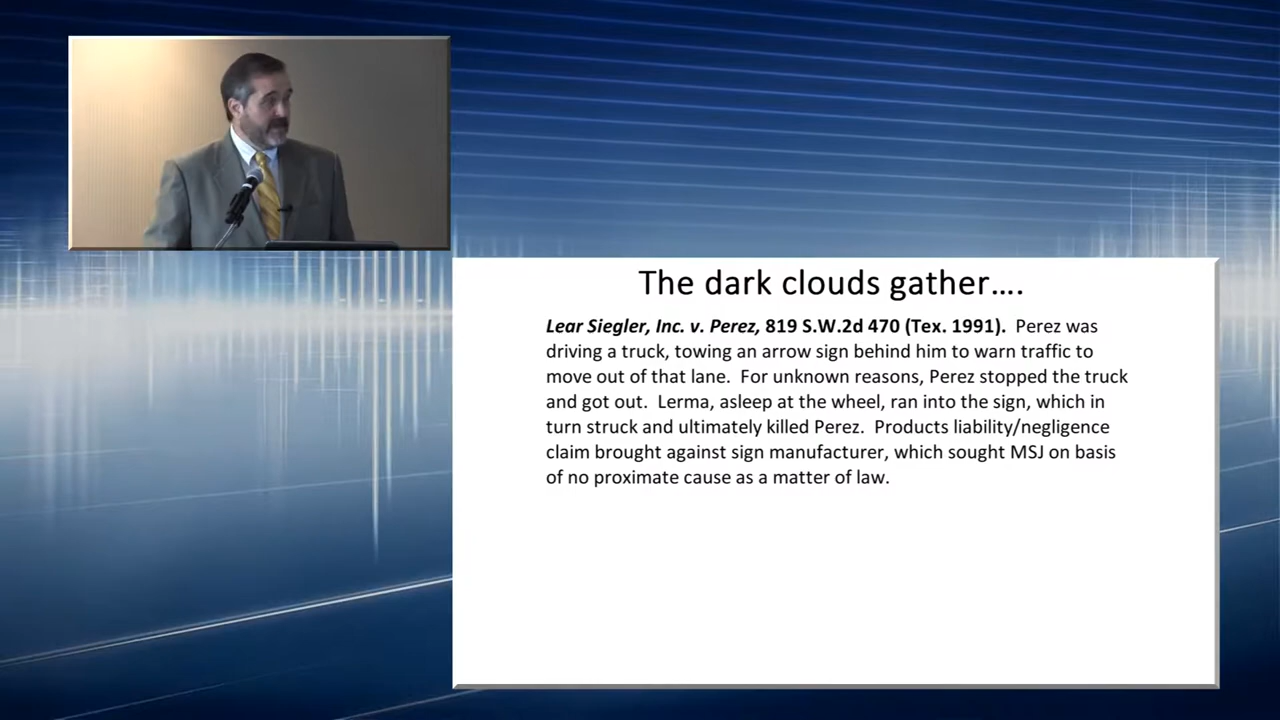 The dark clouds gather….
Lear Siegler, Inc. v. Perez, 819 S.W.2d 470 (Tex. 1991).  Perez was
driving a truck, towing an arrow sign behind him to warn traffic to
move out of that lane.  For unknown reasons, Perez stopped the truck
and got out.  Lerma, asleep at the wheel, ran into the sign, which in
turn struck and ultimately killed Perez.  Products liability/negligence
claim brought against sign manufacturer, which sought MSJ on basis
of no proximate cause as a matter of law.